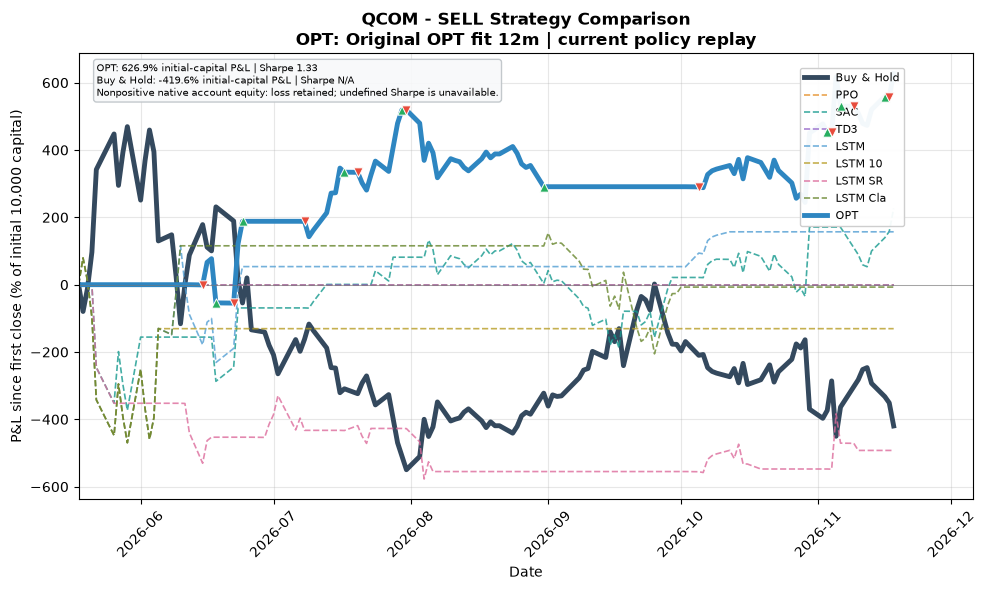 QCOM - SELL Strategy Comparison
OPT: Original OPT fit 12m | current policy replay
OPT: 626.9% initial-capital P&L | Sharpe 1.33
Buy & Hold: -419.6% initial-capital P&L | Sharpe N/A
Nonpositive native account equity: loss retained; undefined Sharpe is unavailable.
Buy & Hold
PPO
SAC
TD3
LSTM
LSTM 10
LSTM SR
LSTM Cla
OPT
P&L since first close (% of initial 10,000 capital)
600
400
200
0
−200
−400
−600
2026-06
2026-07
2026-08
2026-09
2026-10
2026-11
2026-12
Date